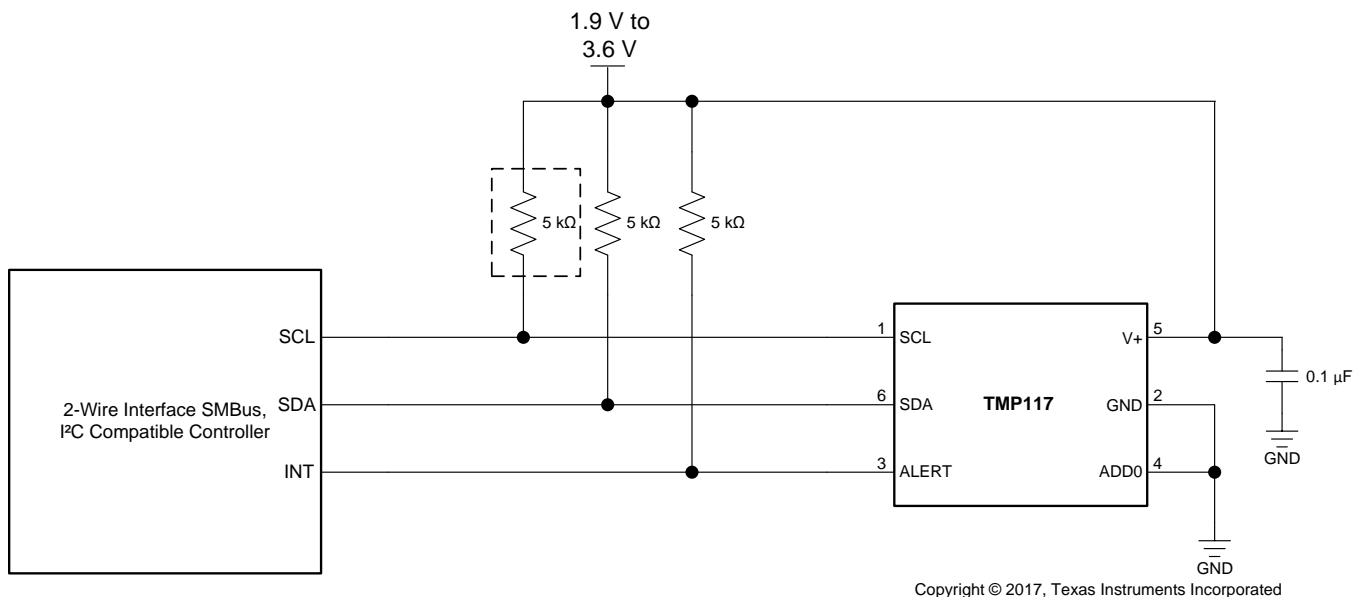 1.9 V to
3.6 V
5 kΩ
5 kΩ
5 kΩ
SCL
SDA
INT
2-Wire Interface SMBus,
I²C Compatible Controller
1
SCL
6
SDA
3
ALERT
TMP117
V+
5
GND
2
ADD0
4
0.1 µF
GND
GND
Copyright © 2017, Texas Instruments Incorporated